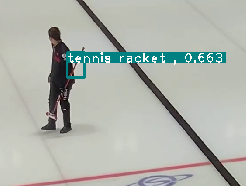 tennis racket , 0.663